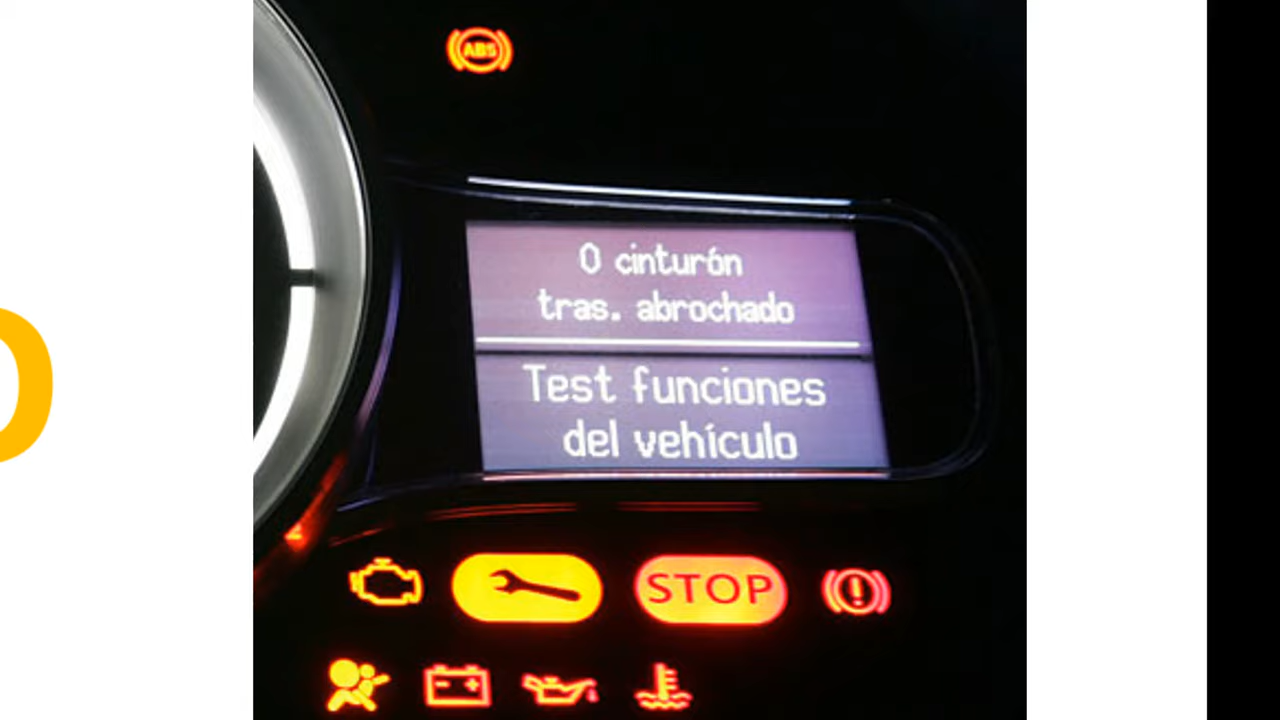 ABS
0 cinturón
tras. abrochado
Test funciones
del vehículo
STOP